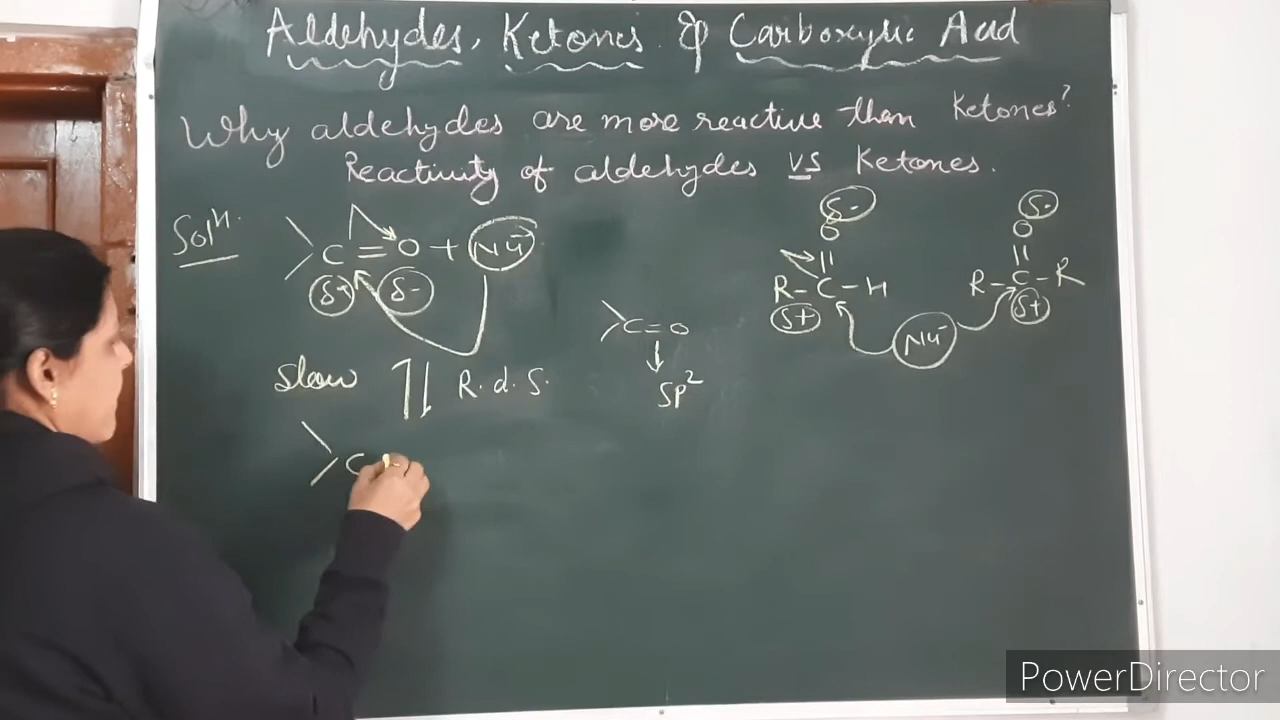 Aldehydes, Ketones & Carboxylic Acid
Why aldehydes are more reactive than Ketones?
Reactivity of aldehydes vs Ketones.
Solⁿ.
C = O + Nu⁻
δ+ δ-
Slow R.d.S.
C
C=O
SP²
δ-
O
R-C-H
δ+
Nu⁻
δ-
O
R-C-R
δ+
PowerDirector